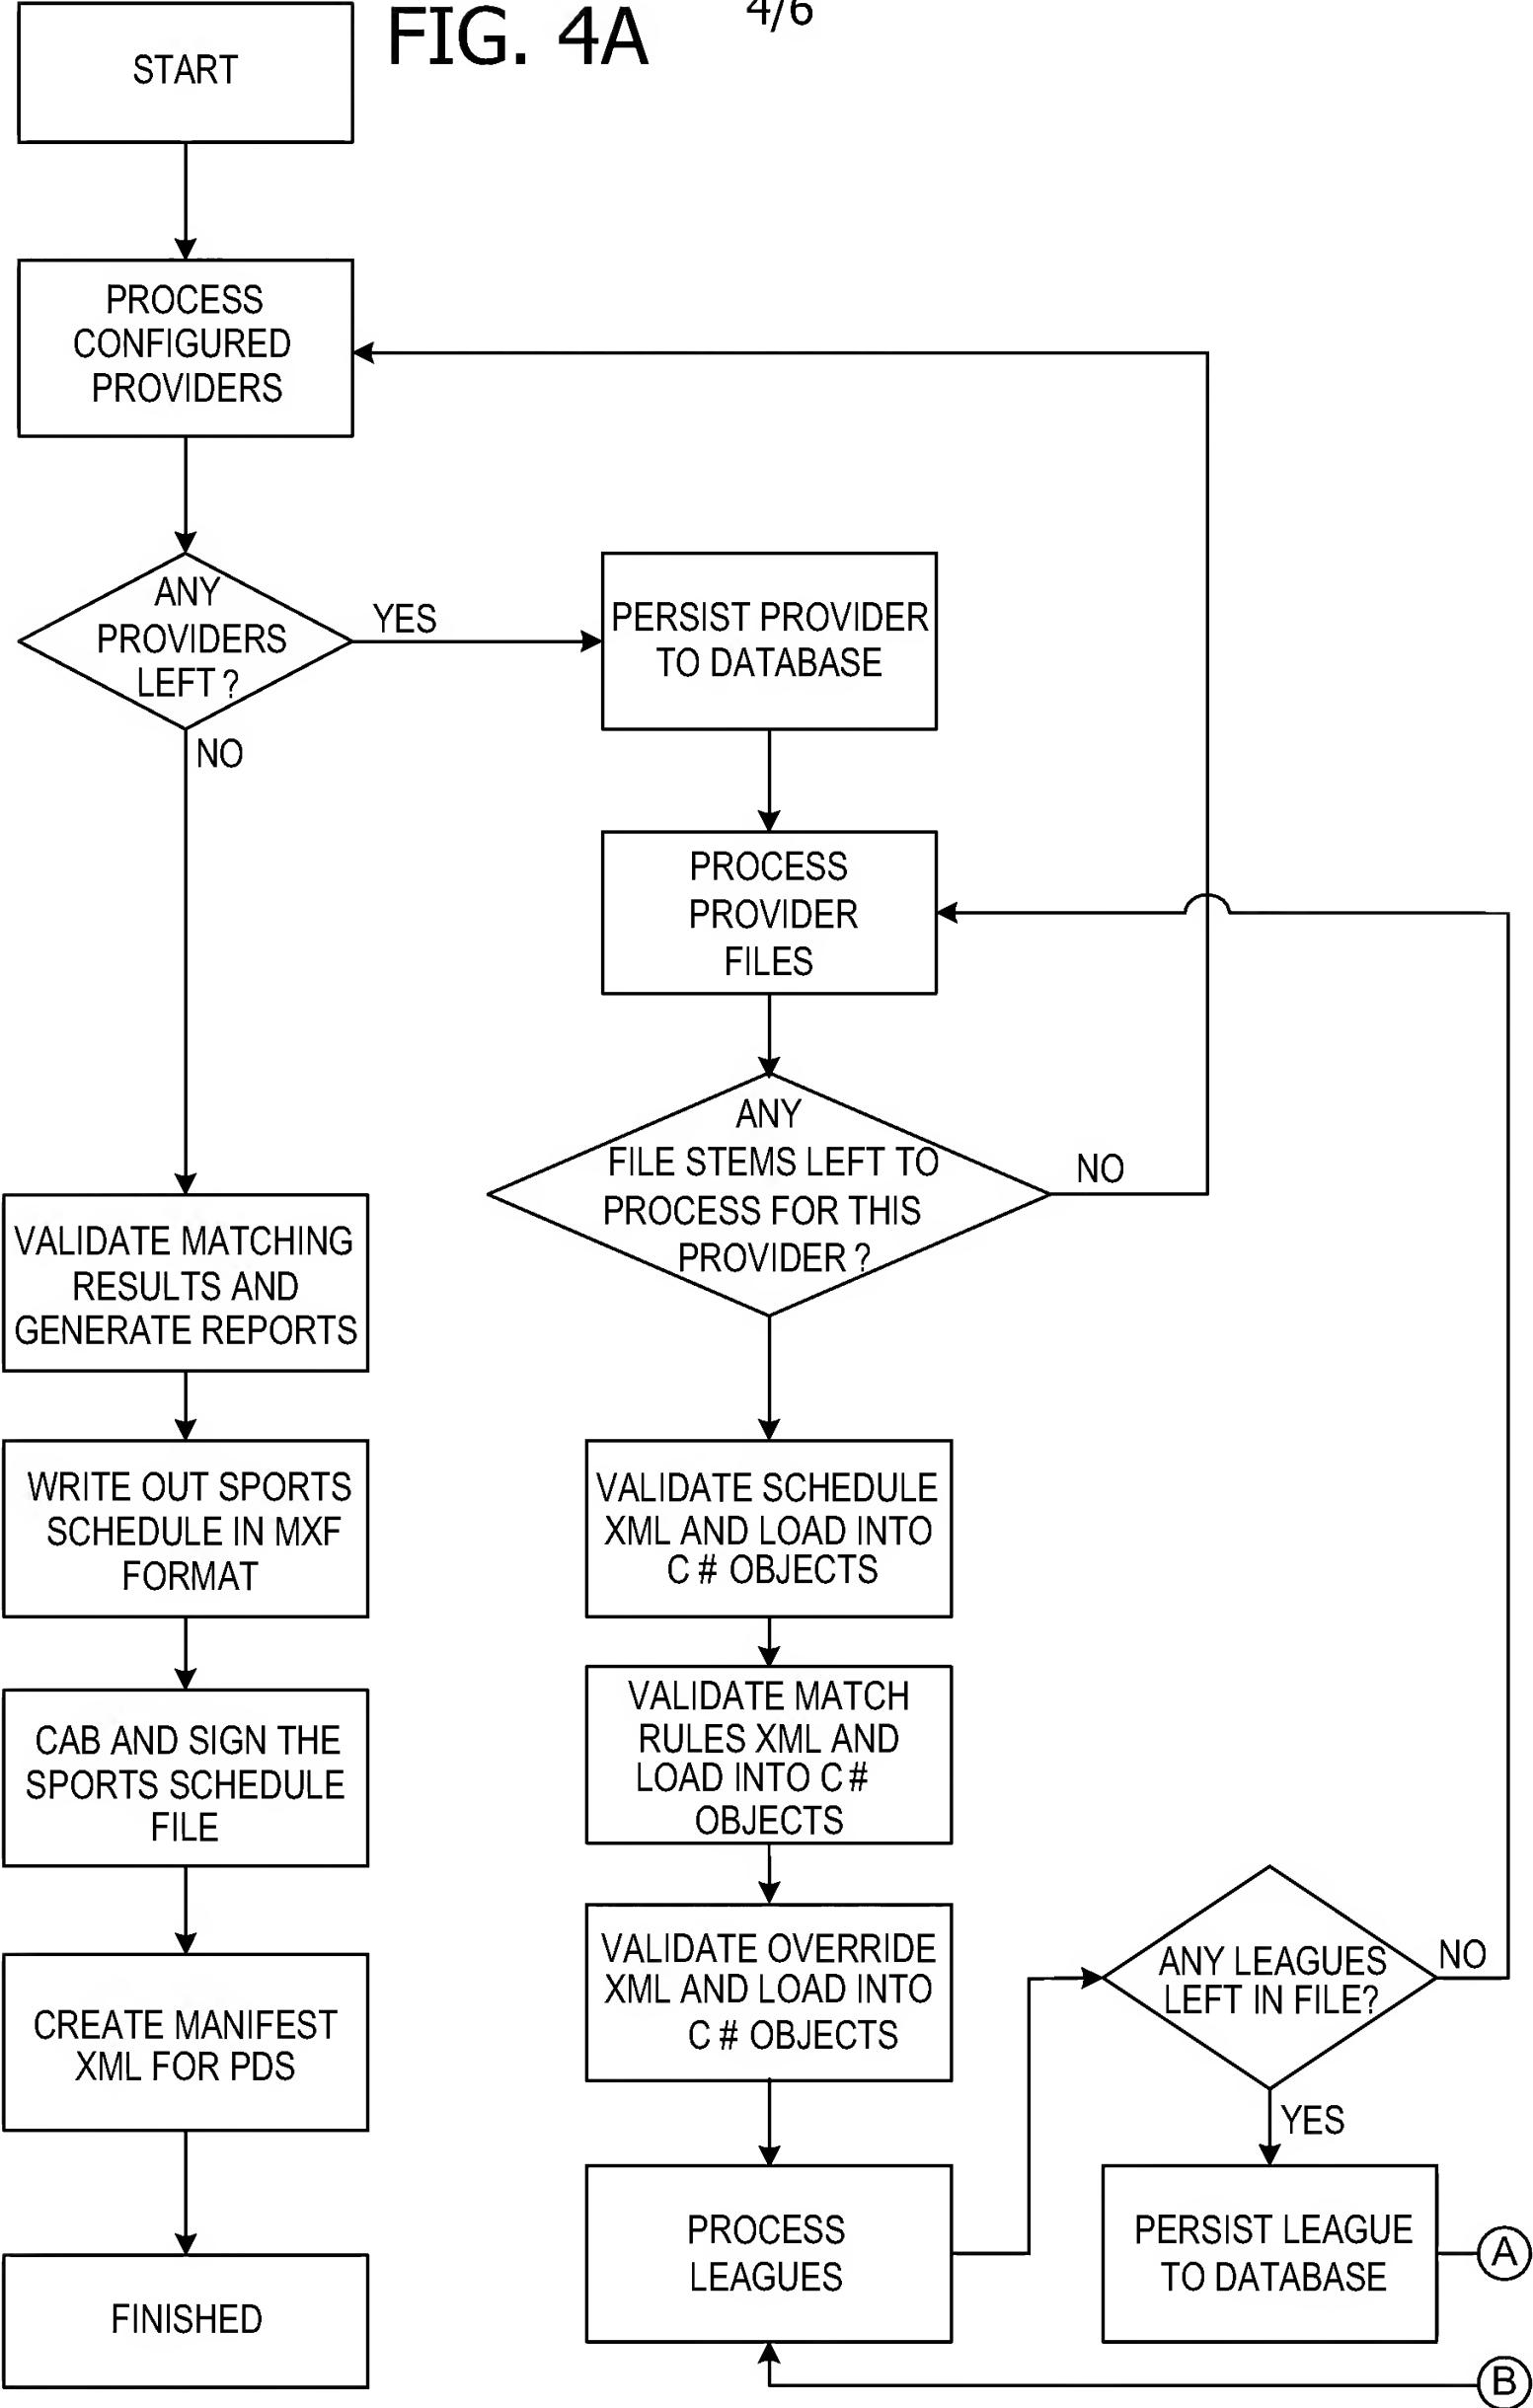 FIG. 4A
4/6
START
PROCESS
CONFIGURED
PROVIDERS
ANY
PROVIDERS
LEFT ?
YES
NO
PERSIST PROVIDER
TO DATABASE
PROCESS
PROVIDER
FILES
ANY
FILE STEMS LEFT TO
PROCESS FOR THIS
PROVIDER ?
NO
VALIDATE MATCHING
RESULTS AND
GENERATE REPORTS
WRITE OUT SPORTS
SCHEDULE IN MXF
FORMAT
CAB AND SIGN THE
SPORTS SCHEDULE
FILE
CREATE MANIFEST
XML FOR PDS
FINISHED
VALIDATE SCHEDULE
XML AND LOAD INTO
C # OBJECTS
VALIDATE MATCH
RULES XML AND
LOAD INTO C #
OBJECTS
VALIDATE OVERRIDE
XML AND LOAD INTO
C # OBJECTS
PROCESS
LEAGUES
ANY LEAGUES
LEFT IN FILE?
NO
YES
PERSIST LEAGUE
TO DATABASE
A
B